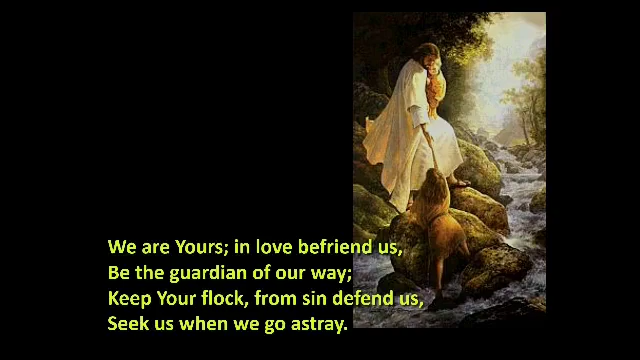 We are Yours; in love befriend us,
Be the guardian of our way;
Keep Your flock, from sin defend us,
Seek us when we go astray.